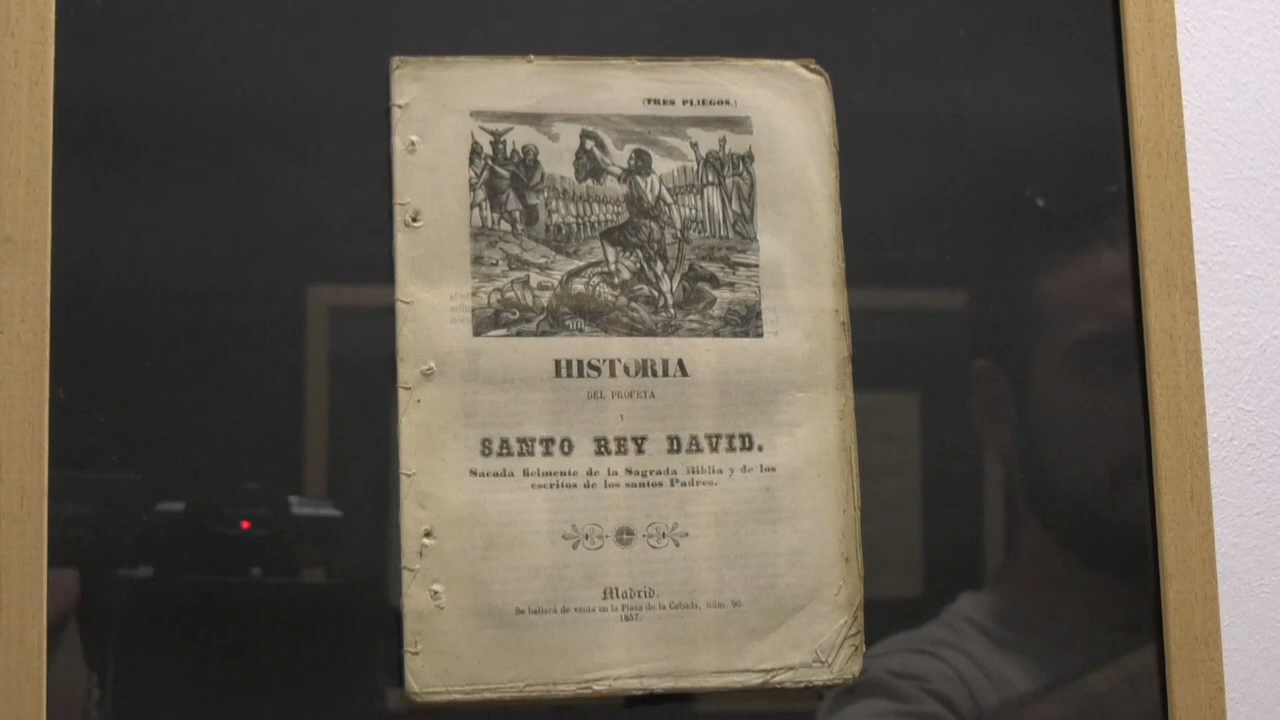 (TRES PLIEGOS.)
HISTORIA
DEL PROFETA
Y
SANTO REY DAVID.
Sacada fielmente de la Sagrada Biblia y de los
escritos de los santos Padres.
Madrid.
Se hallará de venta en la Plaza de la Cebada, núm. 96.
1857.